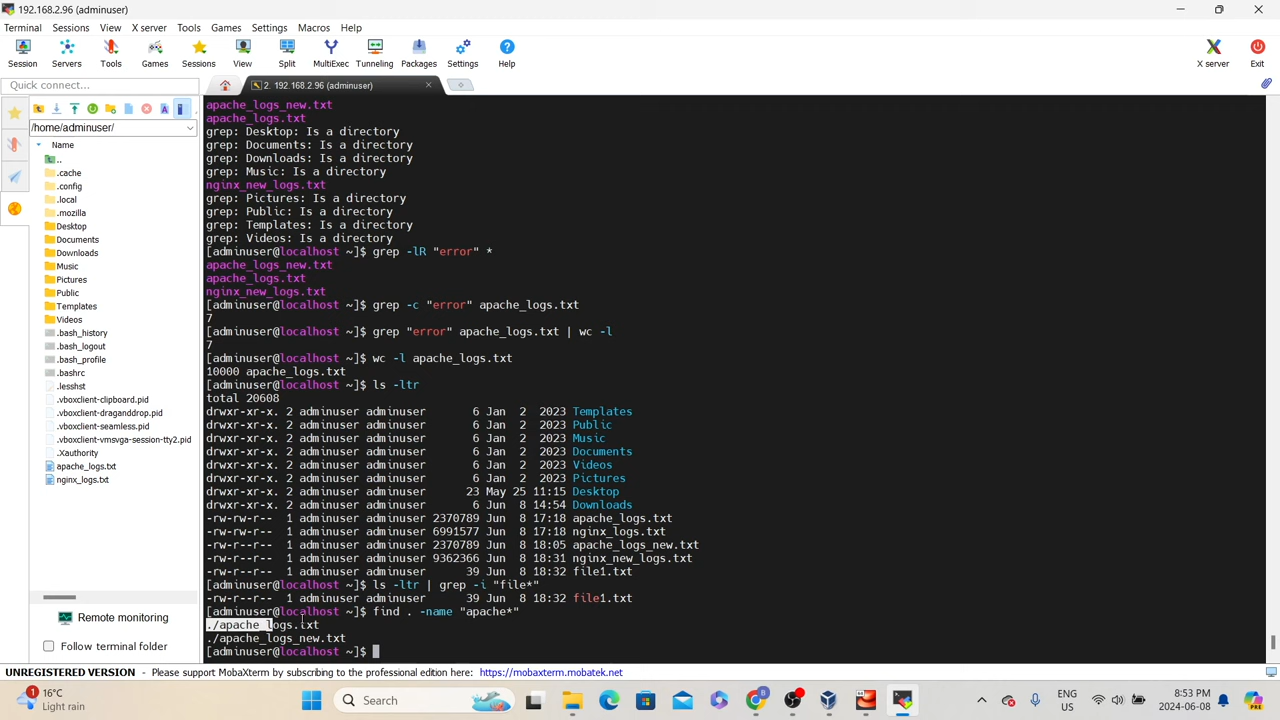 192.168.2.96 (adminuser)
Terminal Sessions View X server Tools Games Settings Macros Help
Session Servers Tools Games Sessions View Split MultiExec Tunneling Packages Settings Help X server Exit
Quick connect...
2. 192.168.2.96 (adminuser)
/home/adminuser/
Name
..
.cache
.config
.local
.mozilla
Desktop
Documents
Downloads
Music
Pictures
Public
Templates
Videos
.bash_history
.bash_logout
.bash_profile
.bashrc
.lesshst
.vboxclient-clipboard.pid
.vboxclient-draganddrop.pid
.vboxclient-seamless.pid
.vboxclient-vmsvga-session-tty2.pid
.Xauthority
apache_logs.txt
nginx_logs.txt
Remote monitoring
Follow terminal folder
apache_logs_new.txt
apache_logs.txt
grep: Desktop: Is a directory
grep: Documents: Is a directory
grep: Downloads: Is a directory
grep: Music: Is a directory
nginx_new_logs.txt
grep: Pictures: Is a directory
grep: Public: Is a directory
grep: Templates: Is a directory
grep: Videos: Is a directory
[adminuser@localhost ~]$ grep -lR "error" *
apache_logs_new.txt
apache_logs.txt
nginx_new_logs.txt
[adminuser@localhost ~]$ grep -c "error" apache_logs.txt
7
[adminuser@localhost ~]$ grep "error" apache_logs.txt | wc -l
7
[adminuser@localhost ~]$ wc -l apache_logs.txt
10000 apache_logs.txt
[adminuser@localhost ~]$ ls -ltr
total 20608
drwxr-xr-x. 2 adminuser adminuser 6 Jan 2 2023 Templates
drwxr-xr-x. 2 adminuser adminuser 6 Jan 2 2023 Public
drwxr-xr-x. 2 adminuser adminuser 6 Jan 2 2023 Music
drwxr-xr-x. 2 adminuser adminuser 6 Jan 2 2023 Documents
drwxr-xr-x. 2 adminuser adminuser 6 Jan 2 2023 Videos
drwxr-xr-x. 2 adminuser adminuser 6 Jan 2 2023 Pictures
drwxr-xr-x. 2 adminuser adminuser 23 May 25 11:15 Desktop
drwxr-xr-x. 2 adminuser adminuser 6 Jun 8 14:54 Downloads
-rw-rw-r-- 1 adminuser adminuser 2370789 Jun 8 17:18 apache_logs.txt
-rw-rw-r-- 1 adminuser adminuser 6991577 Jun 8 17:18 nginx_logs.txt
-rw-r--r-- 1 adminuser adminuser 2370789 Jun 8 18:05 apache_logs_new.txt
-rw-r--r-- 1 adminuser adminuser 9362366 Jun 8 18:31 nginx_new_logs.txt
-rw-r--r-- 1 adminuser adminuser 39 Jun 8 18:32 file1.txt
[adminuser@localhost ~]$ ls -ltr | grep -i "file*"
-rw-r--r-- 1 adminuser adminuser 39 Jun 8 18:32 file1.txt
[adminuser@localhost ~]$ find . -name "apache*"
./apache_logs.txt
./apache_logs_new.txt
[adminuser@localhost ~]$
UNREGISTERED VERSION - Please support MobaXterm by subscribing to the professional edition here: https://mobaxterm.mobatek.net
1 16°C
Light rain
Search
ENG
US
8:53 PM
2024-06-08